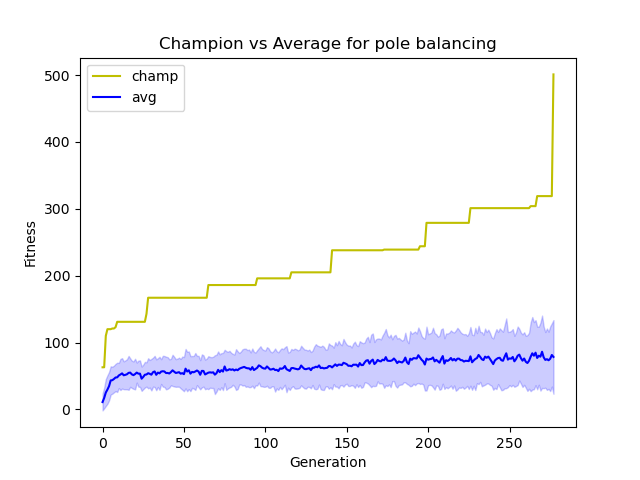 Champion vs Average for pole balancing
champ
avg
500
400
300
200
100
0
Fitness
0 50 100 150 200 250
Generation